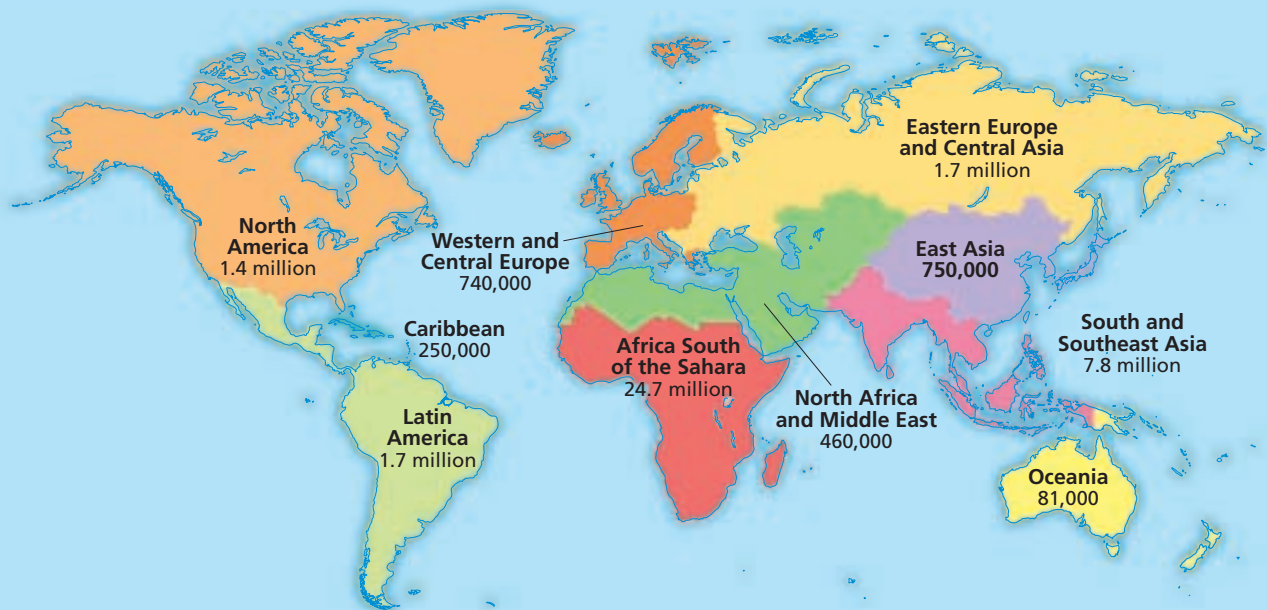 North
America
1.4 million
Western and
Central Europe
740,000
Eastern Europe
and Central Asia
1.7 million
East Asia
750,000
South and
Southeast Asia
7.8 million
Caribbean
250,000
Africa South
of the Sahara
24.7 million
North Africa
and Middle East
460,000
Latin
America
1.7 million
Oceania
81,000